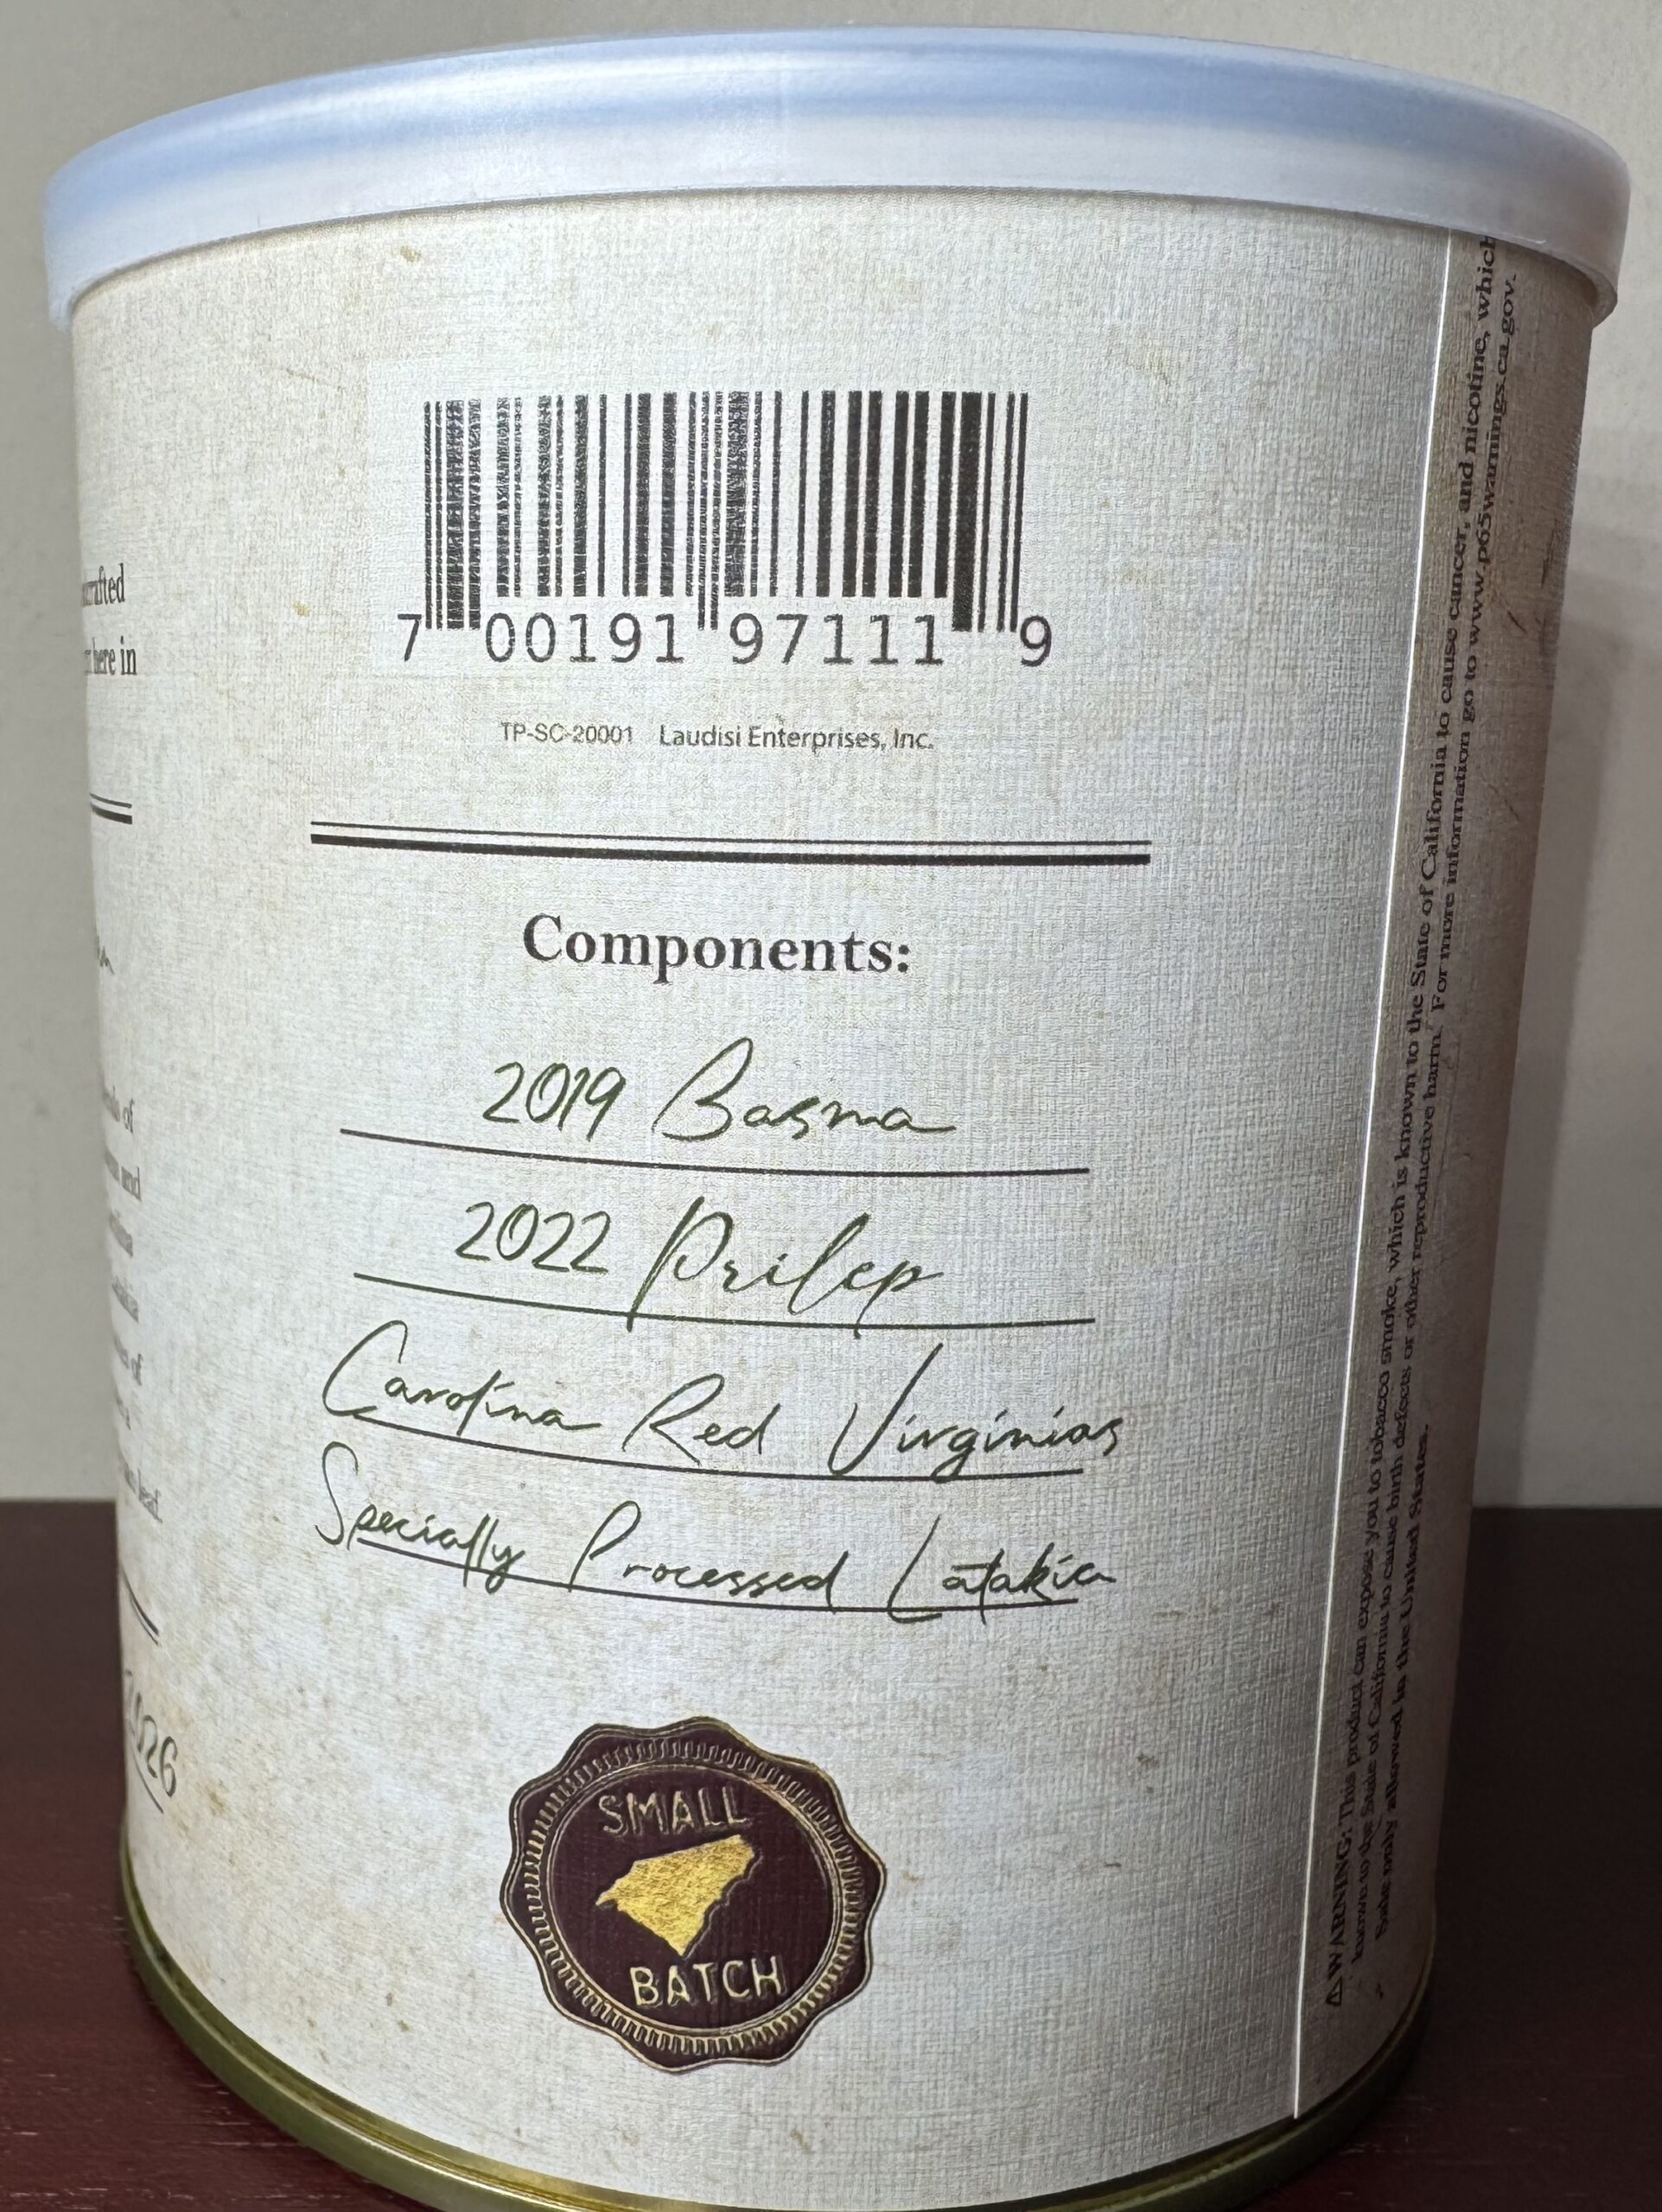 here in
of
and
of
2026
7 00191 97111 9
TP-SC-20001 Laudisi Enterprises, Inc.
Components:
2019 Basma
2022 Prilep
Carolina Red Virginias
Specially Processed Latakia
SMALL
BATCH
⚠ WARNING: This product can expose you to tobacco smoke, which is known to the State of California to cause cancer, and nicotine, which
known to the State of California to cause birth defects or other reproductive harm. For more information go to www.p65warnings.ca.gov.
Sale only allowed in the United States.